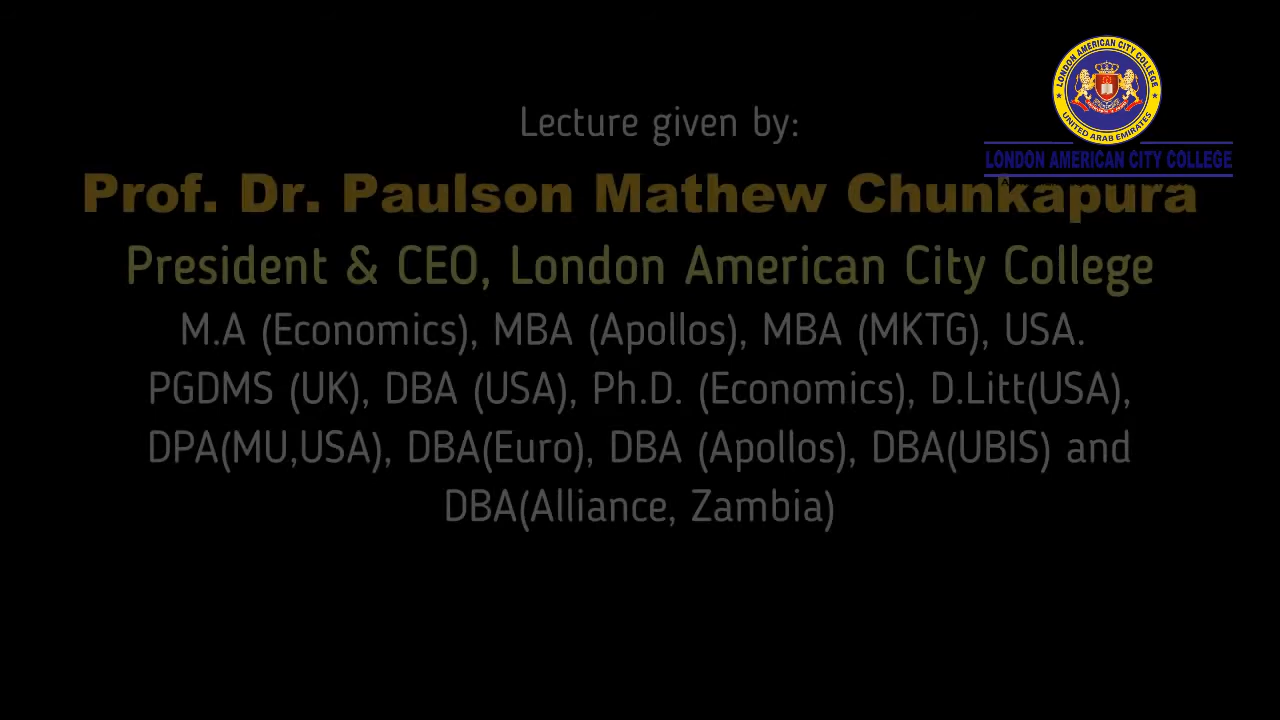 LONDON AMERICAN CITY COLLEGE
UNITED ARAB EMIRATES
LONDON AMERICAN CITY COLLEGE
Lecture given by:
Prof. Dr. Paulson Mathew Chunkapura
President & CEO, London American City College
M.A (Economics), MBA (Apollos), MBA (MKTG), USA.
PGDMS (UK), DBA (USA), Ph.D. (Economics), D.Litt(USA),
DPA(MU,USA), DBA(Euro), DBA (Apollos), DBA(UBIS) and
DBA(Alliance, Zambia)